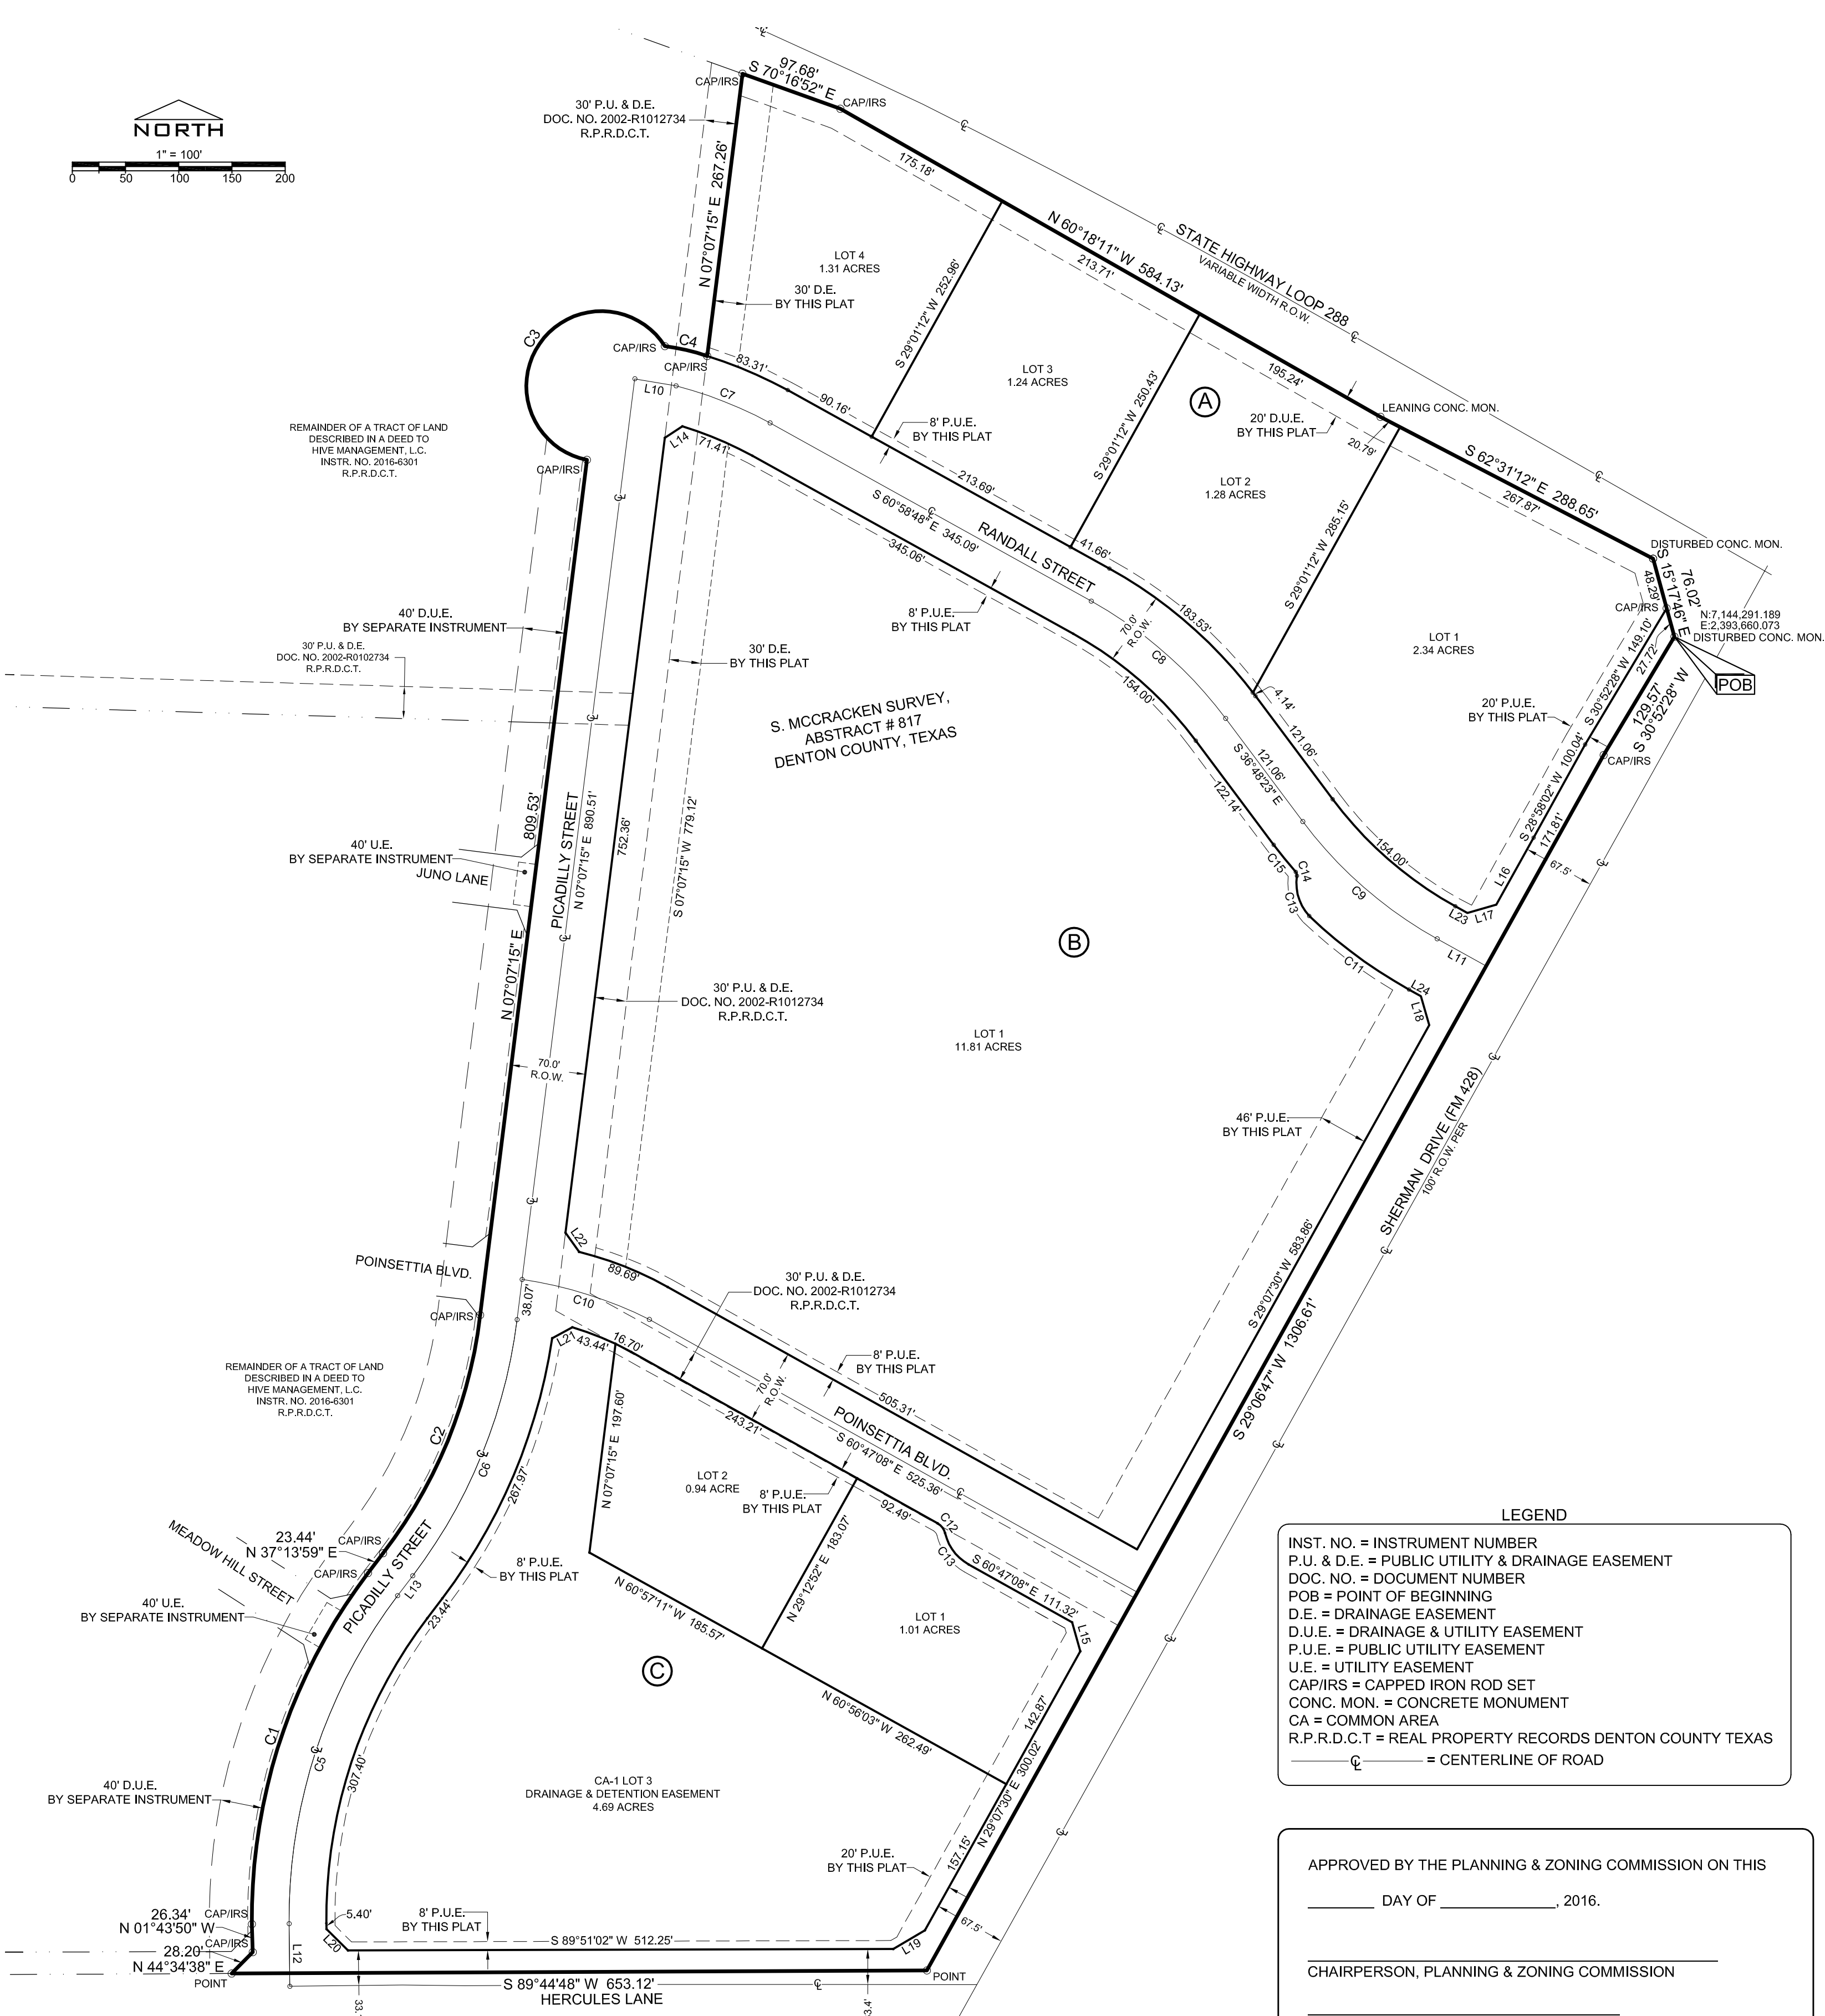 NORTH
1" = 100'
0 50 100 150 200
97.68'
S 70°16'52" E
CAP/IRS
CAP/IRS
30' P.U. & D.E.
DOC. NO. 2002-R1012734
R.P.R.D.C.T.
N 07°07'15" E 267.26'
175.18'
N 60°18'11" W 584.13'
STATE HIGHWAY LOOP 288
VARIABLE WIDTH R.O.W.
LOT 4
1.31 ACRES
30' D.E.
BY THIS PLAT
S 29°01'12" W 252.96'
213.71'
C3
CAP/IRS
C4
CAP/IRS
83.31'
L10
C7
90.16'
LOT 3
1.24 ACRES
S 29°01'12" W 250.43'
195.24'
A
LEANING CONC. MON.
20' D.U.E.
BY THIS PLAT
20.79'
8' P.U.E.
BY THIS PLAT
REMAINDER OF A TRACT OF LAND
DESCRIBED IN A DEED TO
HIVE MANAGEMENT, L.C.
INSTR. NO. 2016-6301
R.P.R.D.C.T.
L14
71.41'
CAP/IRS
S 62°31'12" E 288.65'
267.87'
213.69'
LOT 2
1.28 ACRES
S 29°01'12" W 285.15'
S 60°58'48" E 345.09'
RANDALL STREET
345.06'
41.66'
DISTURBED CONC. MON.
S 15°17'46" E
76.02'
48.29'
CAP/IRS
N:7,144,291.189
E:2,393,660.073
DISTURBED CONC. MON.
POB
40' D.U.E.
BY SEPARATE INSTRUMENT
8' P.U.E.
BY THIS PLAT
183.53'
70.0'
R.O.W.
C8
LOT 1
2.34 ACRES
S 30°52'28" W 149.10'
27.72'
129.57'
S 30°52'28" W
30' P.U. & D.E.
DOC. NO. 2002-R0102734
R.P.R.D.C.T.
30' D.E.
BY THIS PLAT
154.00'
4.14'
20' P.U.E.
BY THIS PLAT
S. MCCRACKEN SURVEY,
ABSTRACT # 817
DENTON COUNTY, TEXAS
121.06'
121.06'
S 36°48'23" E
CAP/IRS
S 28°58'02" W 100.04'
171.81'
809.53'
PICADILLY STREET
N 07°07'15" E 890.51'
752.36'
S 07°07'15" W 779.12'
122.14'
40' U.E.
BY SEPARATE INSTRUMENT
JUNO LANE
C15
C14
C13
C9
154.00'
67.5'
L16
L23
L17
B
L11
C11
L24
L18
N 07°07'15" E
30' P.U. & D.E.
DOC. NO. 2002-R1012734
R.P.R.D.C.T.
LOT 1
11.81 ACRES
70.0'
R.O.W.
46' P.U.E.
BY THIS PLAT
SHERMAN DRIVE (FM 428)
100' R.O.W. PER
S 29°07'30" W 583.86'
S 29°06'47" W 1306.61'
POINSETTIA BLVD.
L22
89.69'
38.07'
C10
CAP/IRS
30' P.U. & D.E.
DOC. NO. 2002-R1012734
R.P.R.D.C.T.
L21
43.44'
16.70'
8' P.U.E.
BY THIS PLAT
REMAINDER OF A TRACT OF LAND
DESCRIBED IN A DEED TO
HIVE MANAGEMENT, L.C.
INSTR. NO. 2016-6301
R.P.R.D.C.T.
70.0'
R.O.W.
505.31'
243.21'
POINSETTIA BLVD.
S 60°47'08" E 525.36'
C2
C6
267.97'
N 07°07'15" E 197.60'
LOT 2
0.94 ACRE
8' P.U.E.
BY THIS PLAT
92.49'
C12
C13
S 60°47'08" E 111.32'
N 29°12'52" E 183.07'
MEADOW HILL STREET
23.44'
N 37°13'59" E
CAP/IRS
CAP/IRS
PICADILLY STREET
L13
23.44'
8' P.U.E.
BY THIS PLAT
N 60°57'11" W 185.57'
LOT 1
1.01 ACRES
L15
40' U.E.
BY SEPARATE INSTRUMENT
C
N 60°56'03" W 262.49'
142.87'
N 29°07'30" E 300.02'
C1
C5
307.40'
40' D.U.E.
BY SEPARATE INSTRUMENT
CA-1 LOT 3
DRAINAGE & DETENTION EASEMENT
4.69 ACRES
20' P.U.E.
BY THIS PLAT
157.15'
67.5'
26.34'
N 01°43'50" W
CAP/IRS
CAP/IRS
28.20'
N 44°34'38" E
POINT
5.40'
L20
L12
8' P.U.E.
BY THIS PLAT
S 89°51'02" W 512.25'
L19
S 89°44'48" W 653.12'
HERCULES LANE
POINT
LEGEND
INST. NO. = INSTRUMENT NUMBER
P.U. & D.E. = PUBLIC UTILITY & DRAINAGE EASEMENT
DOC. NO. = DOCUMENT NUMBER
POB = POINT OF BEGINNING
D.E. = DRAINAGE EASEMENT
D.U.E. = DRAINAGE & UTILITY EASEMENT
P.U.E. = PUBLIC UTILITY EASEMENT
U.E. = UTILITY EASEMENT
CAP/IRS = CAPPED IRON ROD SET
CONC. MON. = CONCRETE MONUMENT
CA = COMMON AREA
R.P.R.D.C.T = REAL PROPERTY RECORDS DENTON COUNTY TEXAS
= CENTERLINE OF ROAD
APPROVED BY THE PLANNING & ZONING COMMISSION ON THIS
________ DAY OF ______________, 2016.
CHAIRPERSON, PLANNING & ZONING COMMISSION